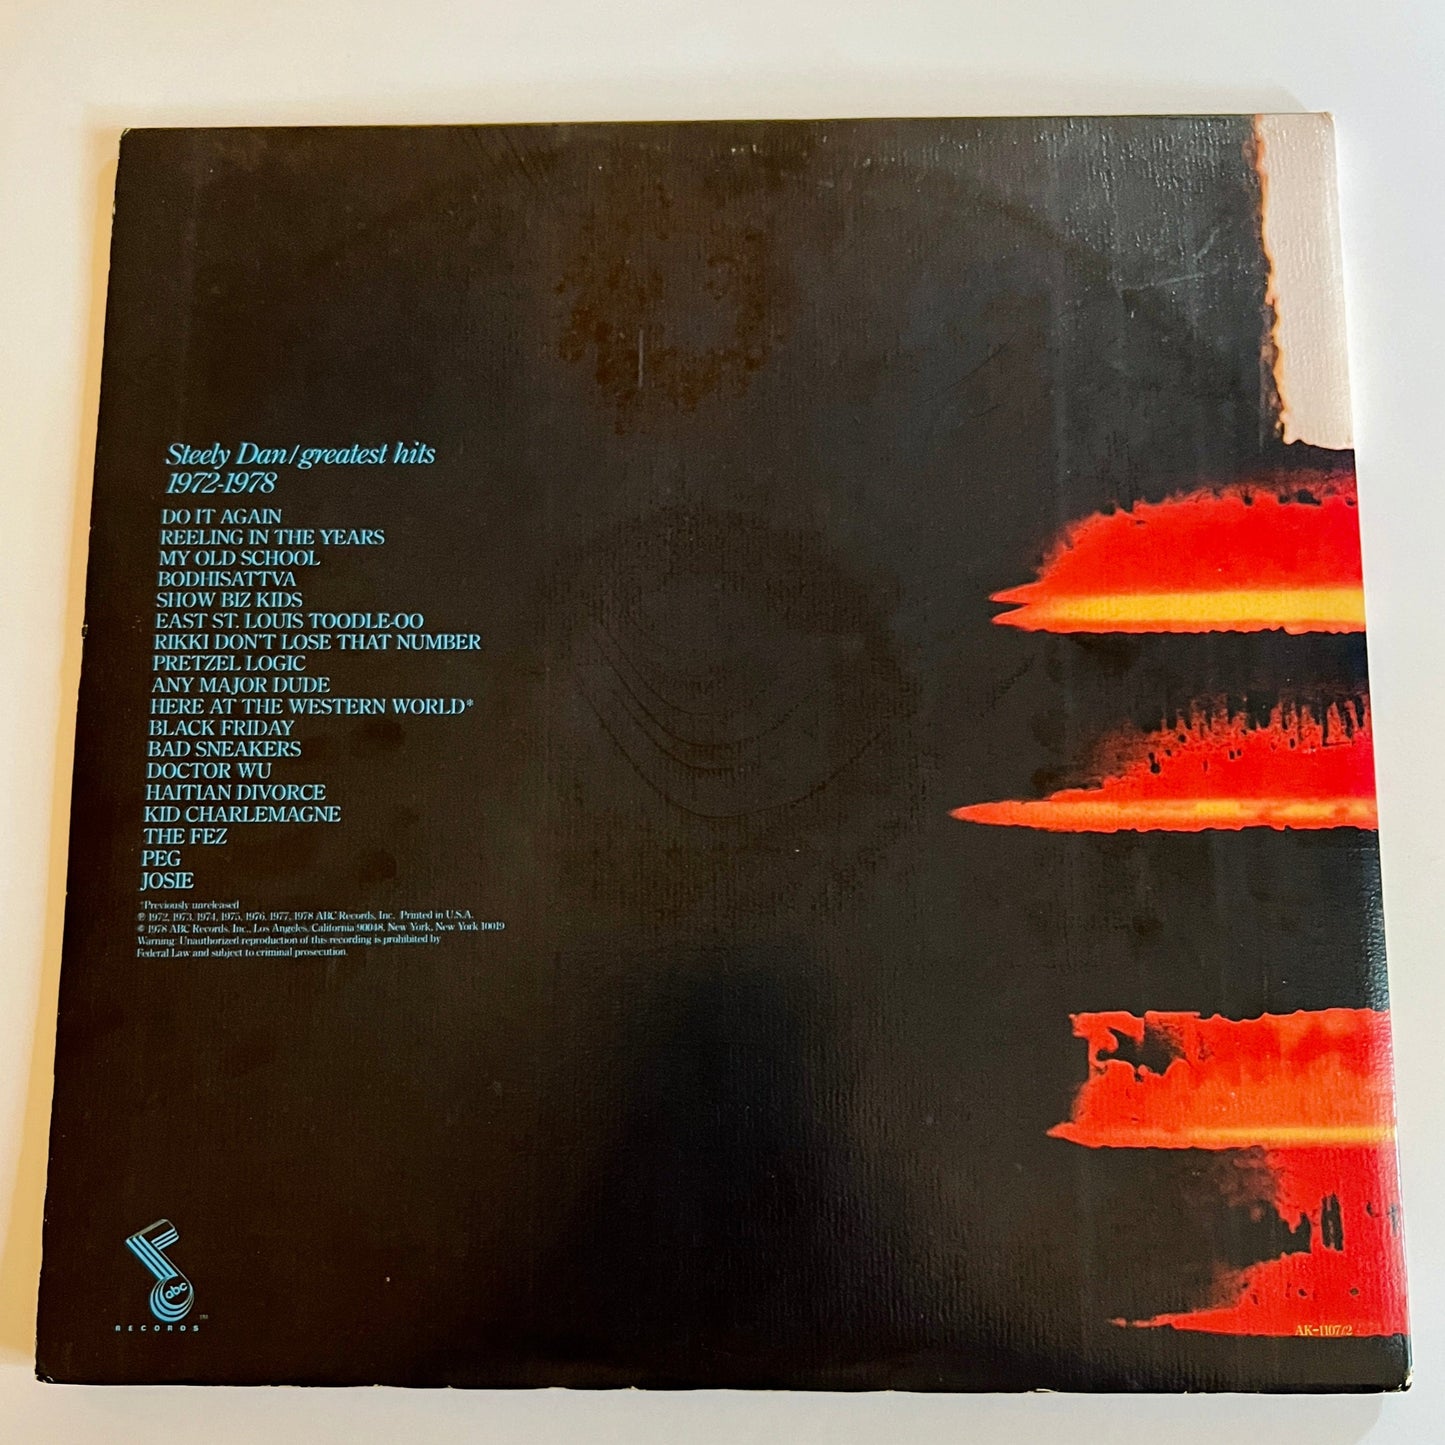 Steely Dan/greatest hits
1972-1978
DO IT AGAIN
REELING IN THE YEARS
MY OLD SCHOOL
BODHISATTVA
SHOW BIZ KIDS
EAST ST. LOUIS TOODLE-OO
RIKKI DON'T LOSE THAT NUMBER
PRETZEL LOGIC
ANY MAJOR DUDE
HERE AT THE WESTERN WORLD*
BLACK FRIDAY
BAD SNEAKERS
DOCTOR WU
HAITIAN DIVORCE
KID CHARLEMAGNE
THE FEZ
PEG
JOSIE
*Previously unreleased
℗ 1972, 1973, 1974, 1975, 1976, 1977, 1978 ABC Records, Inc. Printed in U.S.A.
© 1978 ABC Records, Inc., Los Angeles, California 90048, New York, New York 10019
Warning: Unauthorized reproduction of this recording is prohibited by
Federal Law and subject to criminal prosecution.
abc
RECORDS ™
AK-1107/2